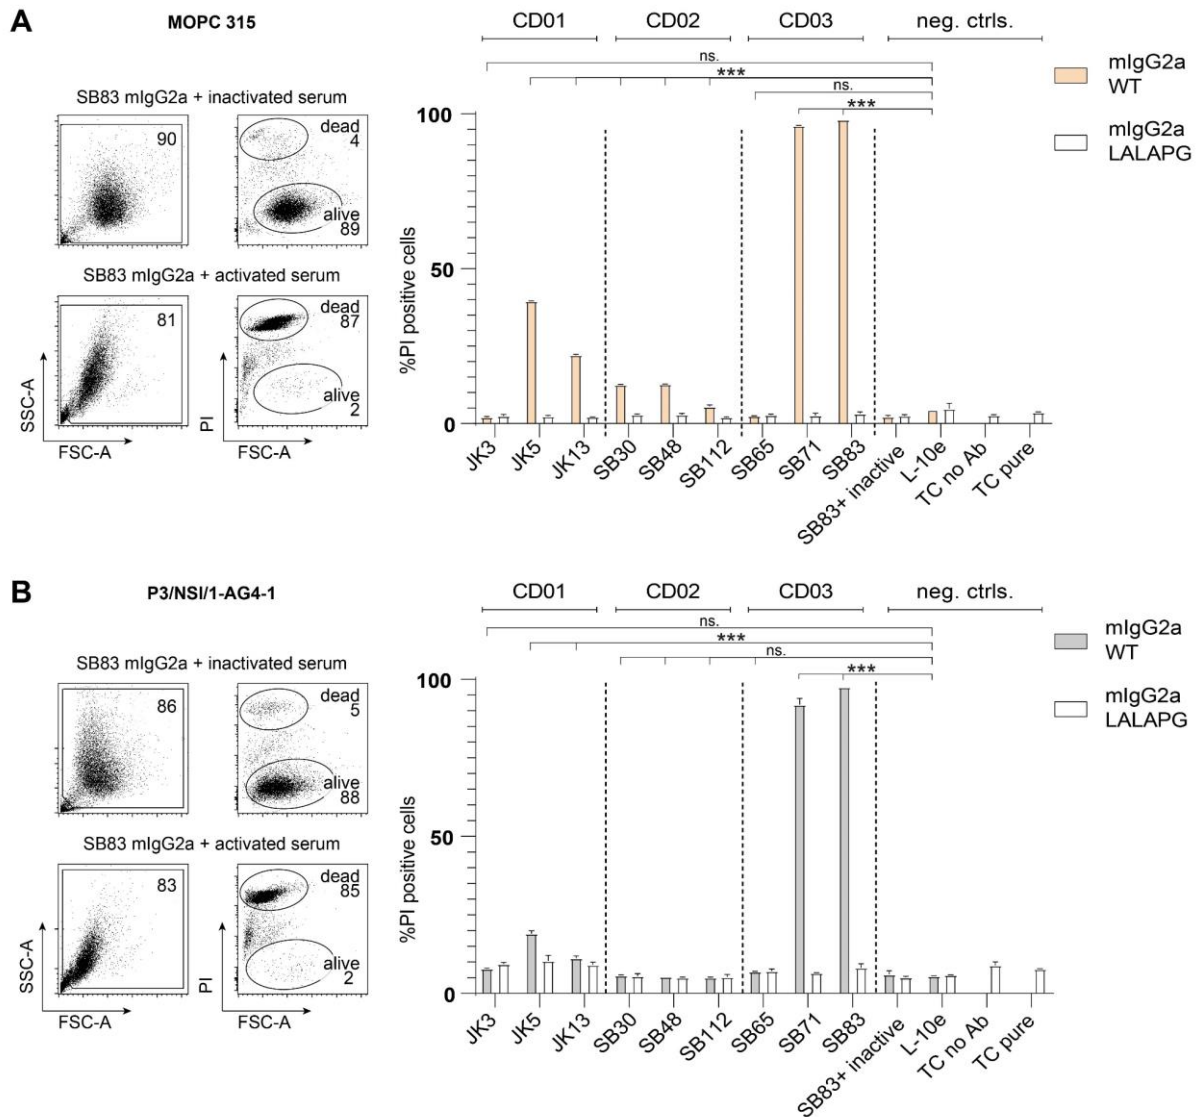 A
MOPC 315
CD01
CD02
CD03
neg. ctrls.
ns.
***
ns.
***
mIgG2a
WT
mIgG2a
LALAPG
SB83 mIgG2a + inactivated serum
90
dead
4
alive
89
SB83 mIgG2a + activated serum
81
dead
87
alive
2
SSC-A
FSC-A
PI
FSC-A
%PI positive cells
100
50
0
JK3
JK5
JK13
SB30
SB48
SB112
SB65
SB71
SB83
SB83+ inactive
L-10e
TC no Ab
TC pure
B
P3/NSI/1-AG4-1
CD01
CD02
CD03
neg. ctrls.
ns.
***
ns.
***
mIgG2a
WT
mIgG2a
LALAPG
SB83 mIgG2a + inactivated serum
86
dead
5
alive
88
SB83 mIgG2a + activated serum
83
dead
85
alive
2
SSC-A
FSC-A
PI
FSC-A
%PI positive cells
100
50
0
JK3
JK5
JK13
SB30
SB48
SB112
SB65
SB71
SB83
SB83+ inactive
L-10e
TC no Ab
TC pure